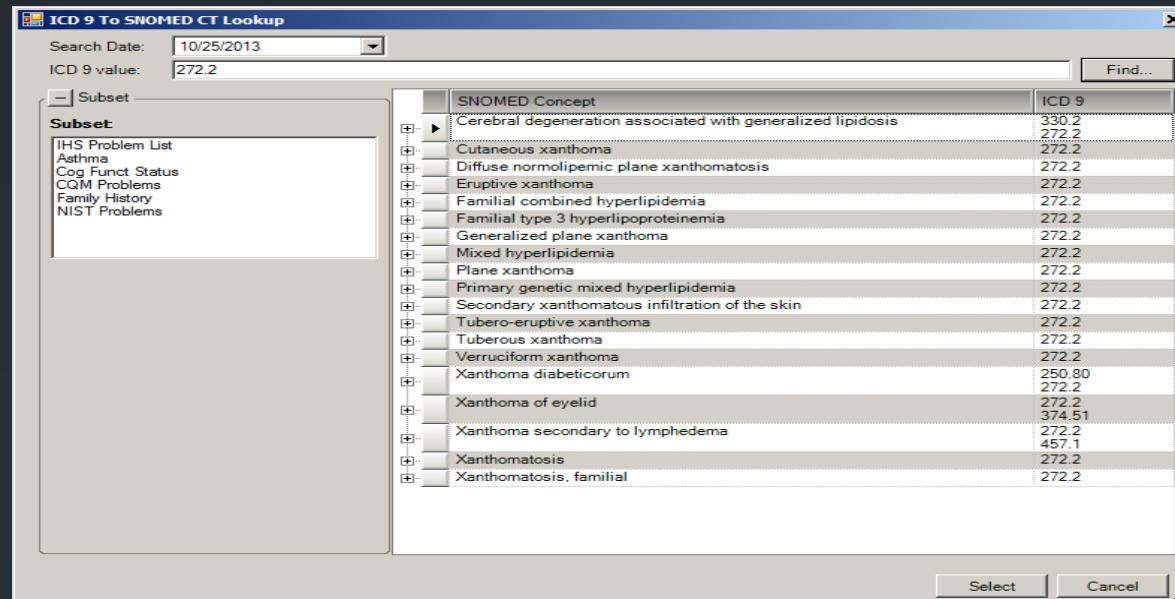 ICD 9 To SNOMED CT Lookup
Search Date: 10/25/2013
ICD 9 value: 272.2 Find...
Subset
Subset:
IHS Problem List
Asthma
Cog Funct Status
CQM Problems
Family History
NIST Problems
SNOMED Concept ICD 9
Cerebral degeneration associated with generalized lipidosis 330.2
272.2
Cutaneous xanthoma 272.2
Diffuse normolipemic plane xanthomatosis 272.2
Eruptive xanthoma 272.2
Familial combined hyperlipidemia 272.2
Familial type 3 hyperlipoproteinemia 272.2
Generalized plane xanthoma 272.2
Mixed hyperlipidemia 272.2
Plane xanthoma 272.2
Primary genetic mixed hyperlipidemia 272.2
Secondary xanthomatous infiltration of the skin 272.2
Tubero-eruptive xanthoma 272.2
Tuberous xanthoma 272.2
Verruciform xanthoma 272.2
Xanthoma diabeticorum 250.80
272.2
Xanthoma of eyelid 272.2
374.51
Xanthoma secondary to lymphedema 272.2
457.1
Xanthomatosis 272.2
Xanthomatosis, familial 272.2
Select Cancel